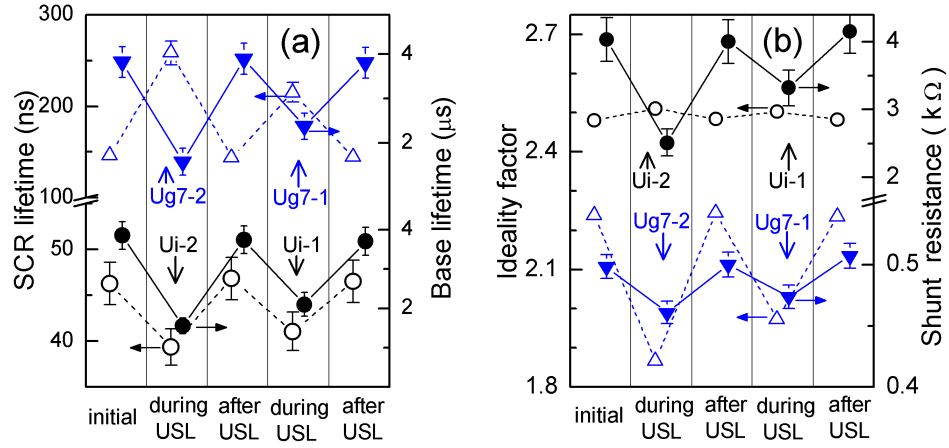 300
250
200
150
100
50
40
SCR lifetime (ns)
(a)
4
2
4
2
Base lifetime (μs)
Ug7-2
Ug7-1
Ui-2
Ui-1
initial
during
USL
after
USL
during
USL
after
USL
2.7
2.4
2.1
1.8
Ideality factor
(b)
4
3
2
0.5
0.4
Shunt resistance (kΩ)
Ui-2
Ui-1
Ug7-2
Ug7-1
initial
during
USL
after
USL
during
USL
after
USL